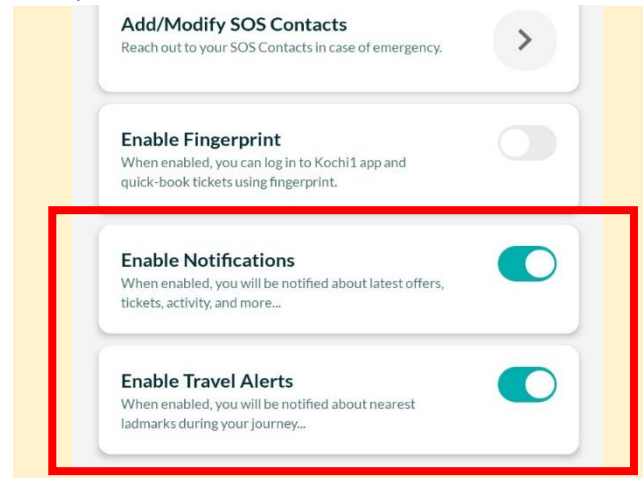 Add/Modify SOS Contacts
Reach out to your SOS Contacts in case of emergency.
Enable Fingerprint
When enabled, you can log in to Kochi1 app and
quick-book tickets using fingerprint.
Enable Notifications
When enabled, you will be notified about latest offers,
tickets, activity, and more...
Enable Travel Alerts
When enabled, you will be notified about nearest
ladmarks during your journey...